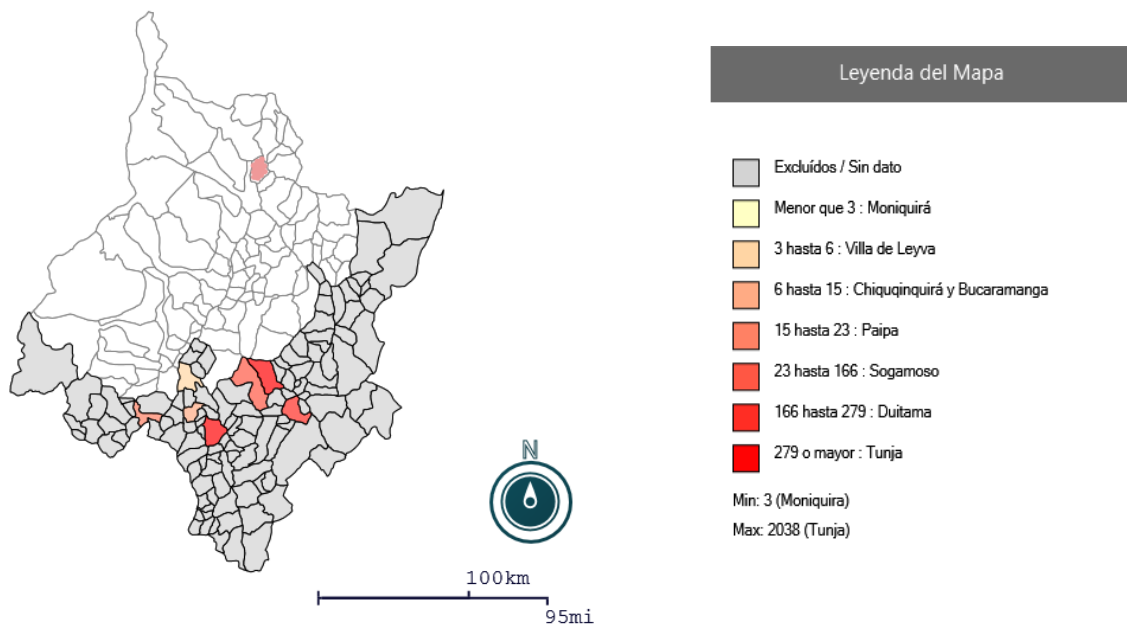 Leyenda del Mapa
Excluídos / Sin dato
Menor que 3 : Moniquirá
3 hasta 6 : Villa de Leyva
6 hasta 15 : Chiquqinquirá y Bucaramanga
15 hasta 23 : Paipa
23 hasta 166 : Sogamoso
166 hasta 279 : Duitama
279 o mayor : Tunja
Min: 3 (Moniquira)
Max: 2038 (Tunja)
N
100km
95mi